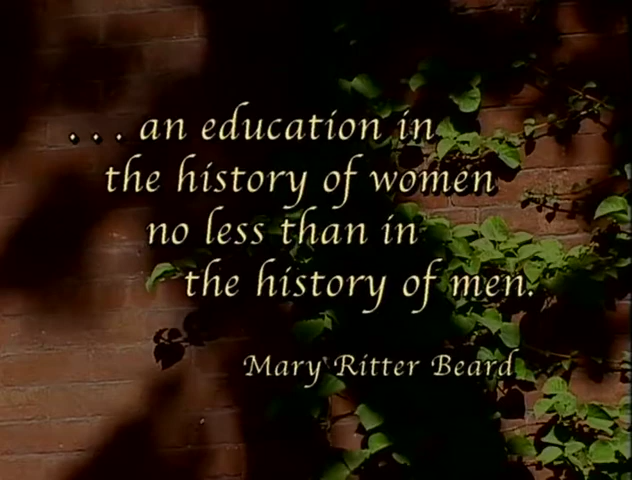 . . . an education in
the history of women
no less than in
the history of men.
Mary Ritter Beard